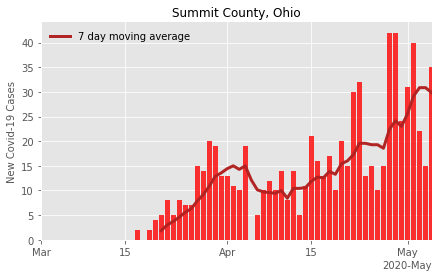 Summit County, Ohio
7 day moving average
New Covid-19 Cases
40
35
30
25
20
15
10
5
0
Mar
15
Apr
15
May
2020-May